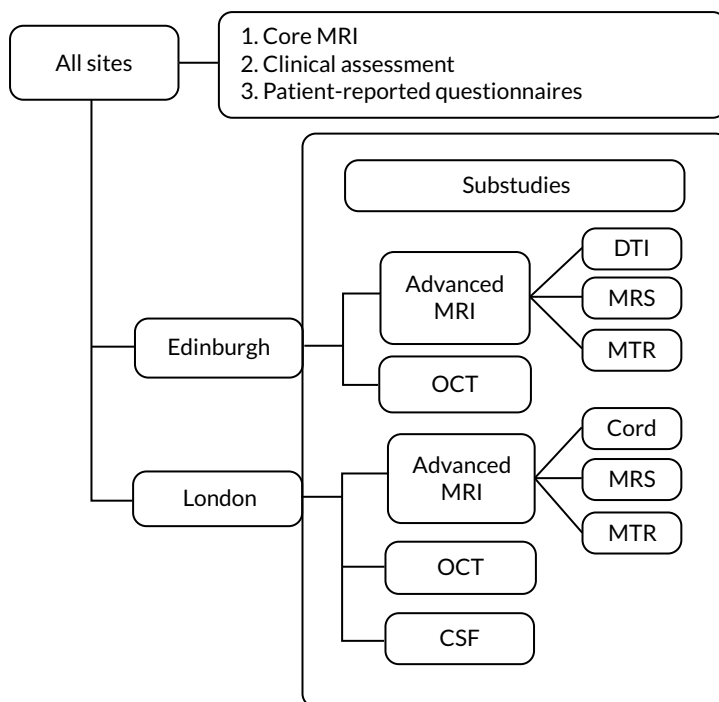 All sites
1. Core MRI
2. Clinical assessment
3. Patient-reported questionnaires
Substudies
Edinburgh
Advanced
MRI
DTI
MRS
MTR
OCT
London
Advanced
MRI
Cord
MRS
MTR
OCT
CSF